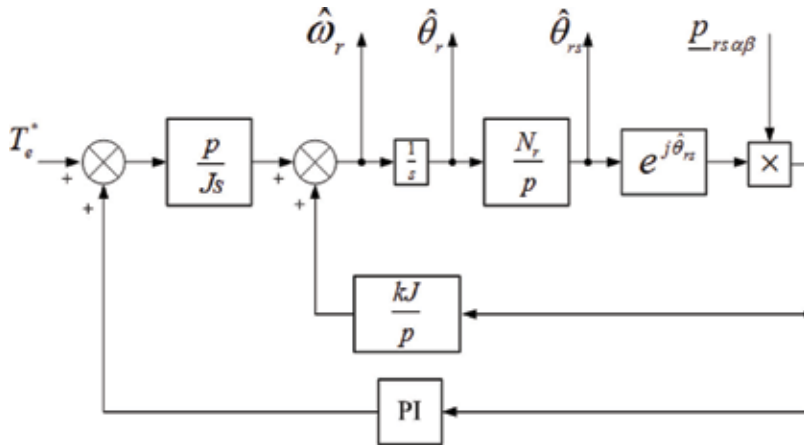 ω̂_r θ̂_r θ̂_rs p_rsαβ
T_e^* + + p/Js + + 1/s N_r/p e^{jθ̂_rs} ×
kJ/p
PI